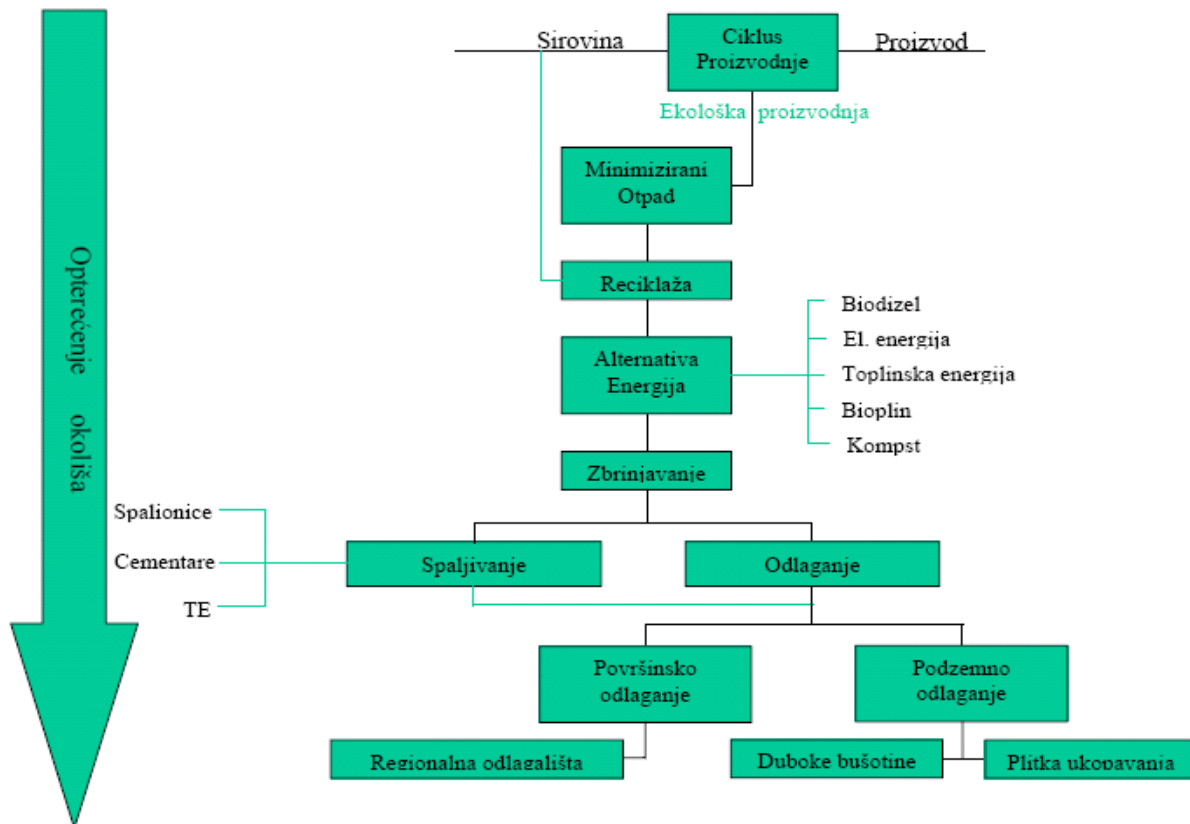 Sirovina
Ciklus
Proizvodnje
Proizvod
Ekološka proizvodnja
Minimizirani
Otpad
Reciklaža
Alternativa
Energija
Biodizel
El. energija
Toplinska energija
Bioplin
Kompst
Zbrinjavanje
Opterećenje okoliša
Spalionice
Cementare
TE
Spaljivanje
Odlaganje
Površinsko
odlaganje
Podzemno
odlaganje
Regionalna odlagališta
Duboke bušotine
Plitka ukopavanja